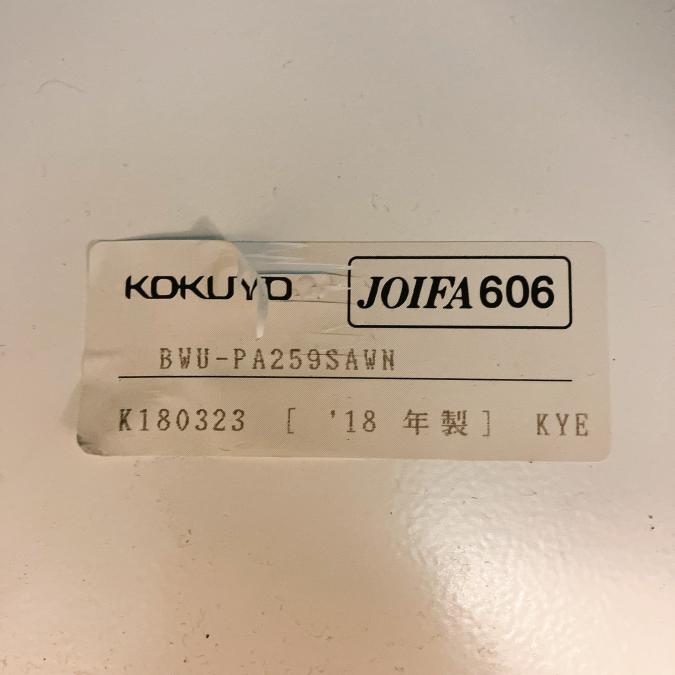 KOKUYO JOIFA606
BWU-PA259SAWN
K180323 [ '18 年製] KYE